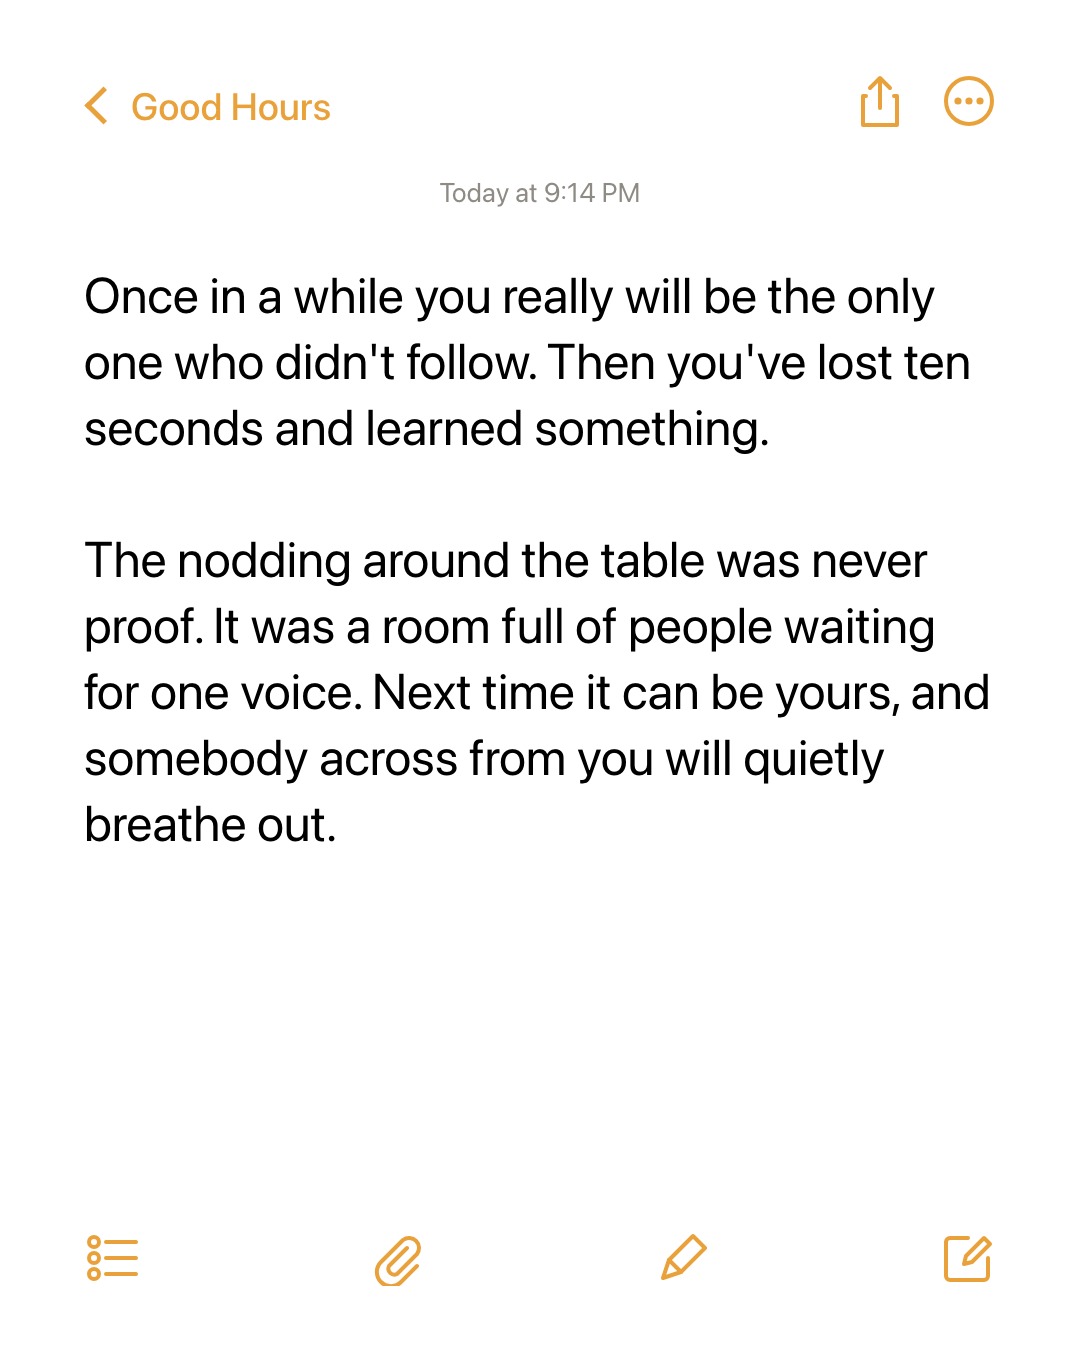 Good Hours
Today at 9:14 PM
Once in a while you really will be the only
one who didn't follow. Then you've lost ten
seconds and learned something.
The nodding around the table was never
proof. It was a room full of people waiting
for one voice. Next time it can be yours, and
somebody across from you will quietly
breathe out.